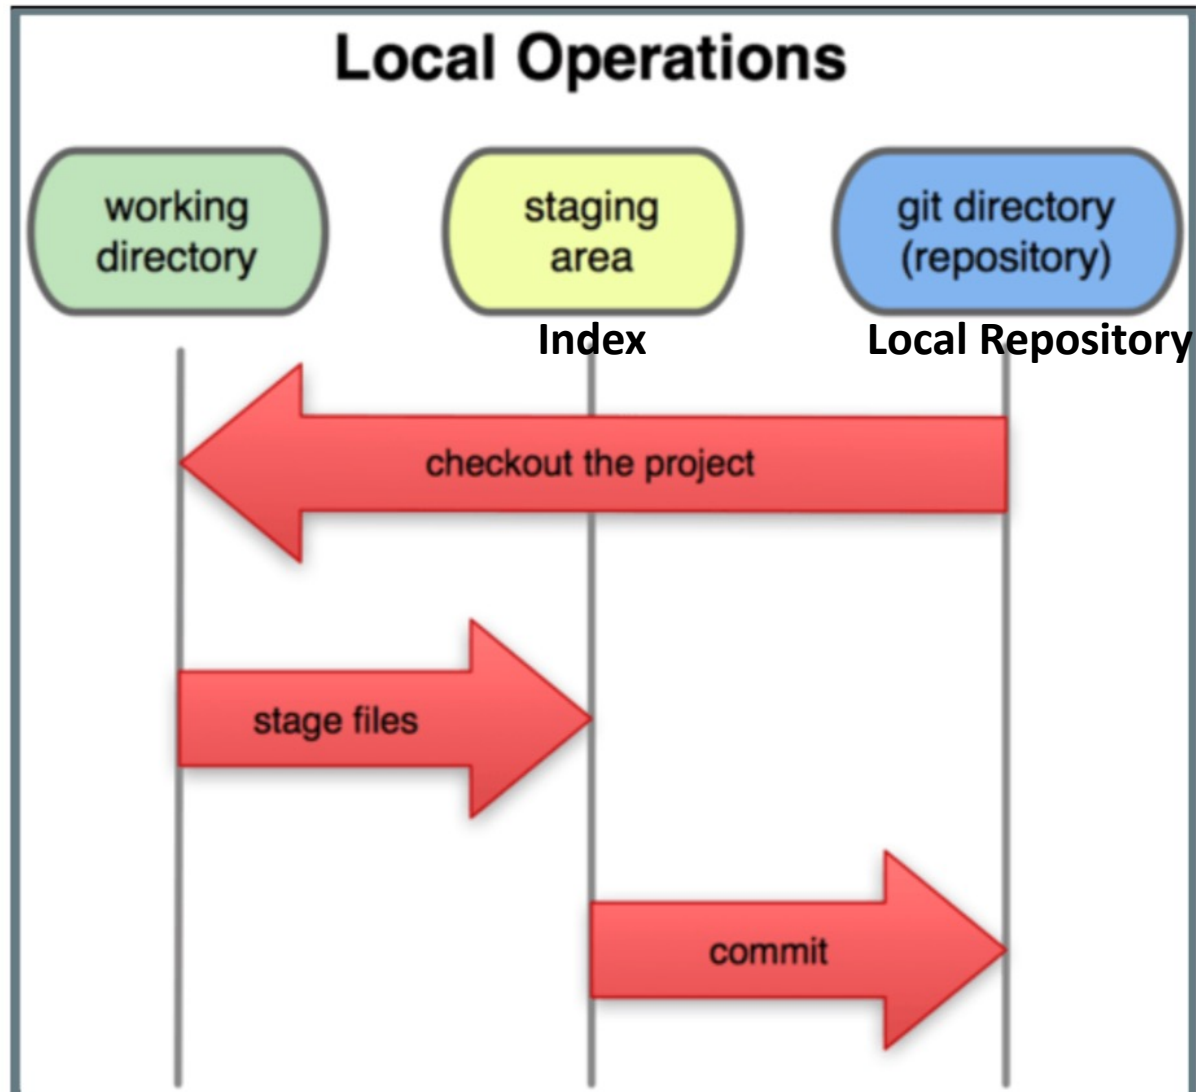 Local Operations
working
directory
staging
area
git directory
(repository)
Index
Local Repository
checkout the project
stage files
commit